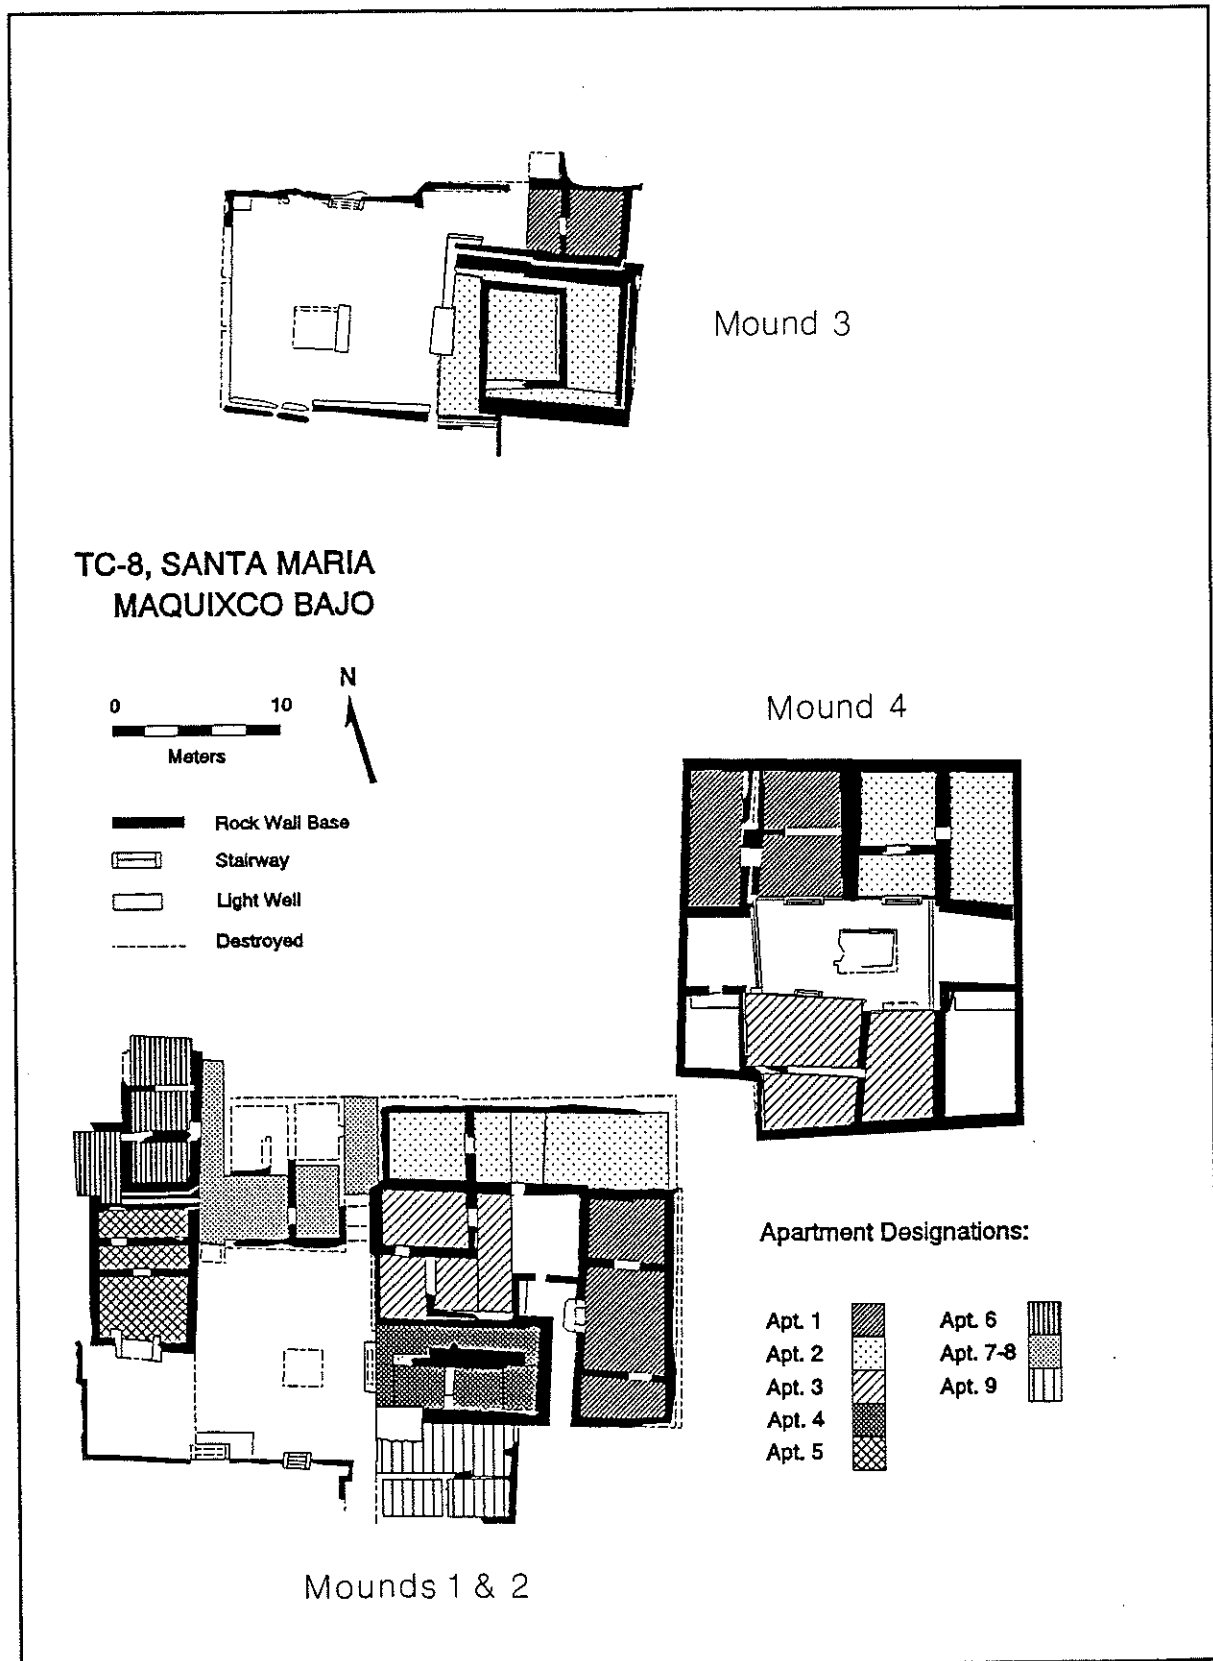 Mound 3
TC-8, SANTA MARIA
MAQUIXCO BAJO
N
0 10
Meters
Rock Wall Base
Stairway
Light Well
Destroyed
Mound 4
Apartment Designations:
Apt. 1
Apt. 2
Apt. 3
Apt. 4
Apt. 5
Apt. 6
Apt. 7-8
Apt. 9
Mounds 1 & 2